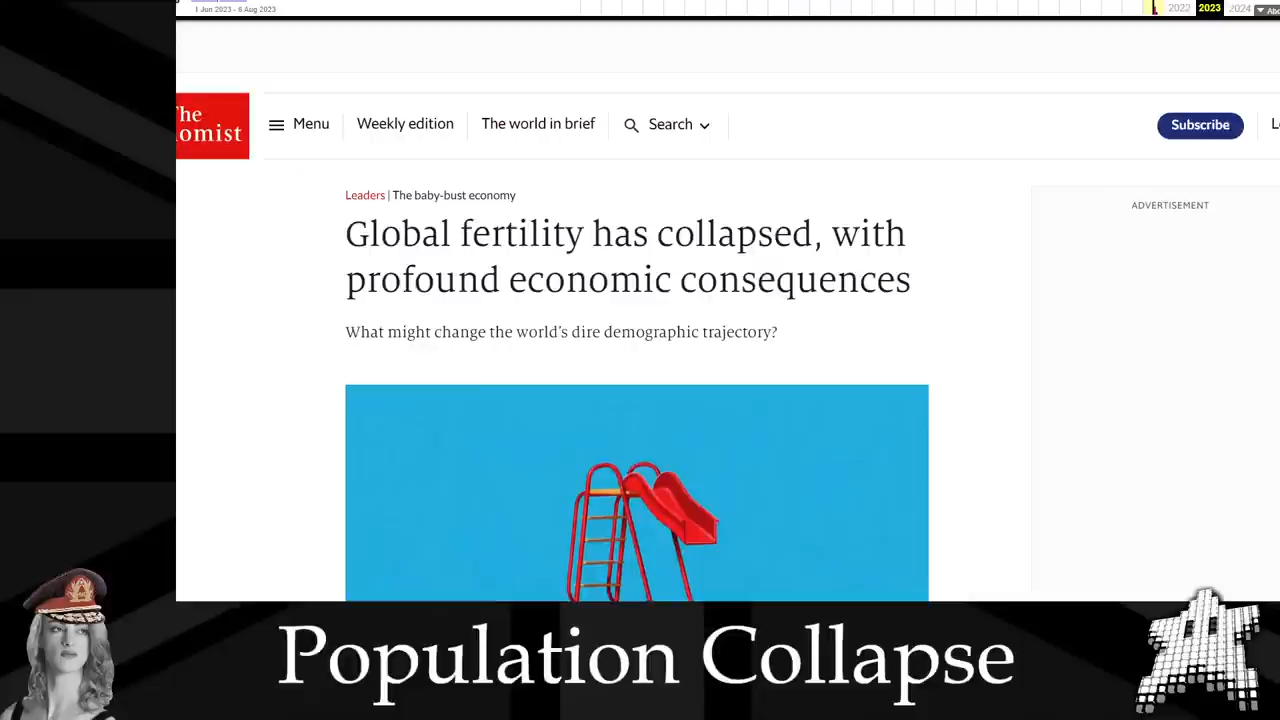 1 Jun 2023 - 6 Aug 2023
2022 2023 2024
The
omist
Menu
Weekly edition
The world in brief
Search
Subscribe
Leaders | The baby-bust economy
ADVERTISEMENT
Global fertility has collapsed, with
profound economic consequences
What might change the world's dire demographic trajectory?
Population Collapse